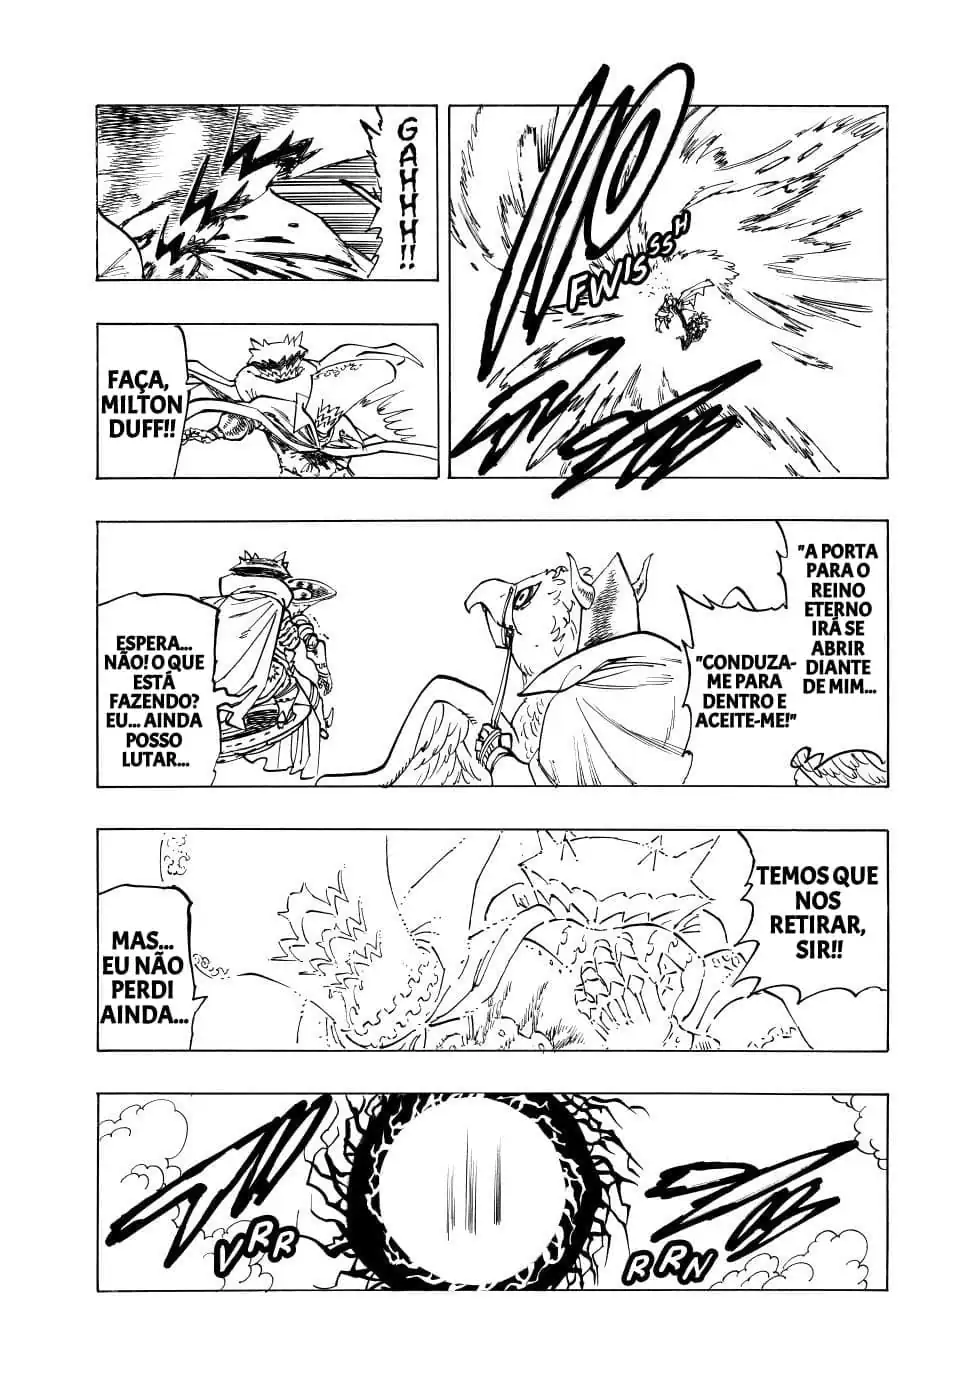 FWISSSH
GAHHH!!
FAÇA,
MILTON
DUFF!!
"A PORTA
PARA O
REINO
ETERNO
IRÁ SE
ABRIR
DIANTE
DE MIM...
"CONDUZA-
ME PARA
DENTRO E
ACEITE-ME!"
ESPERA...
NÃO! O QUE
ESTÁ
FAZENDO?
EU... AINDA
POSSO
LUTAR...
TEMOS QUE
NOS
RETIRAR,
SIR!!
MAS...
EU NÃO
PERDI
AINDA...
VRR
RRN